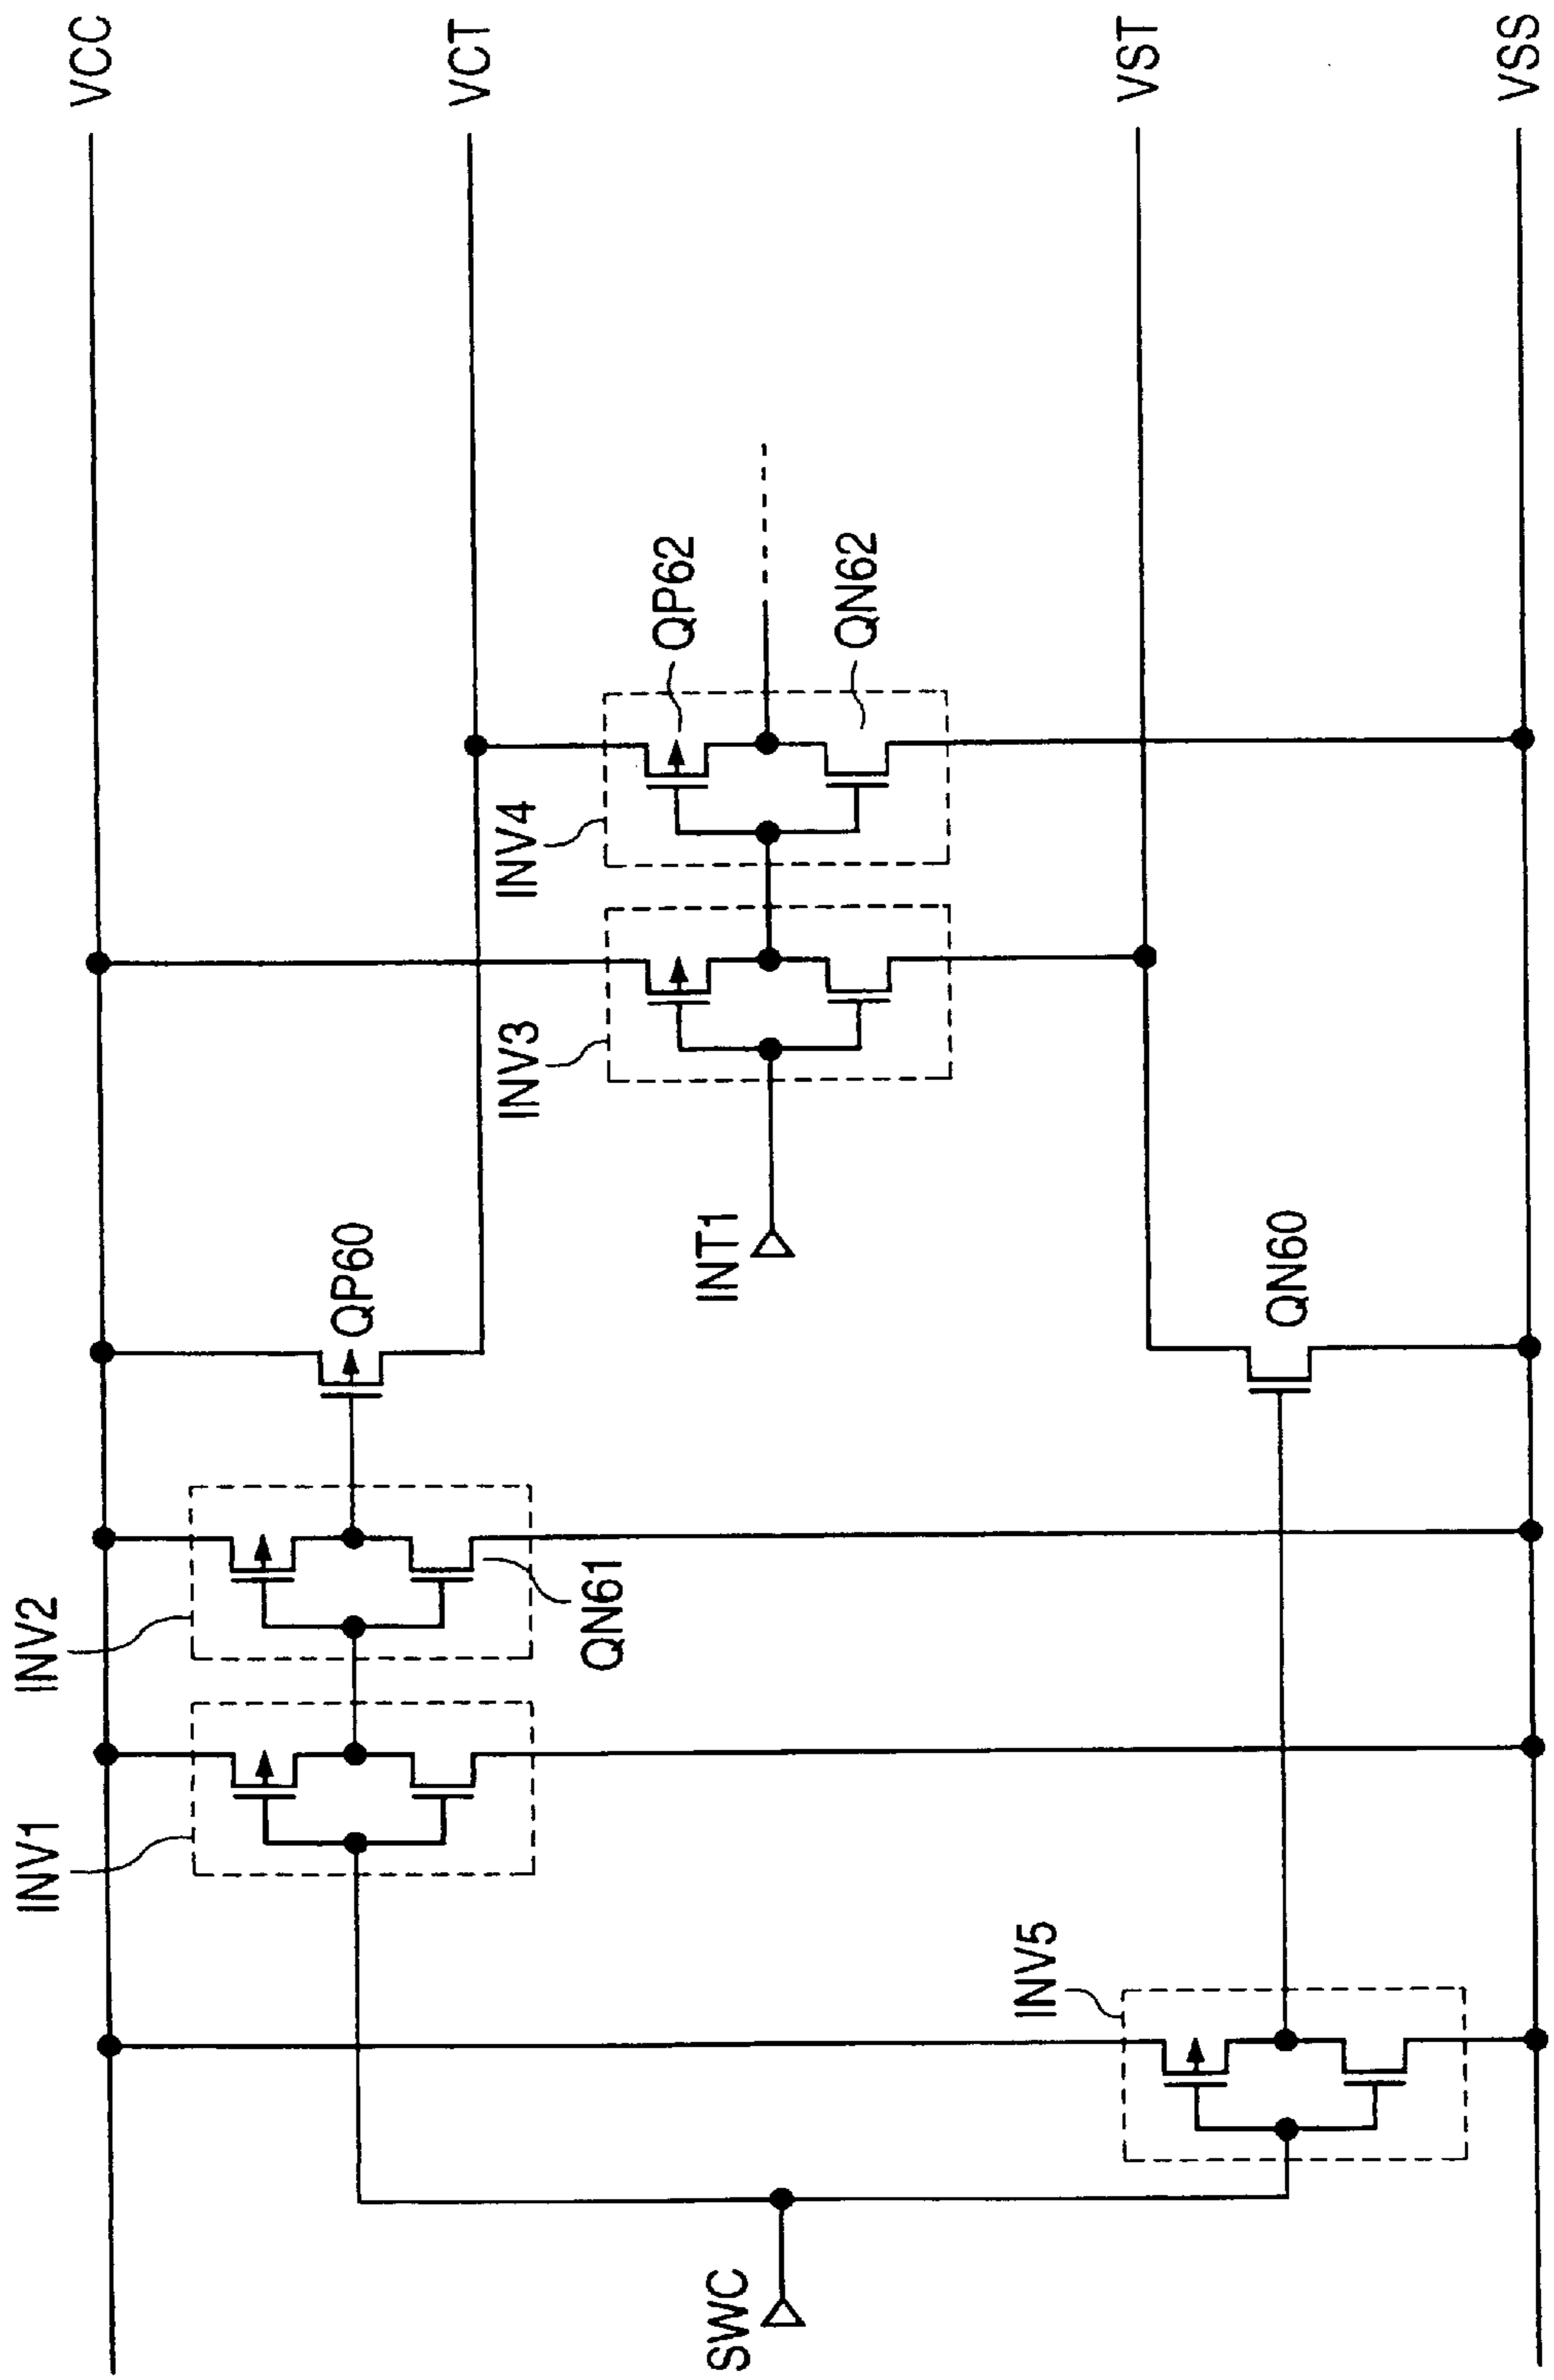 VCC
VCT
VST
VSS
QP62
QN62
INV4
INV3
INT1
QP60
QN60
INV2
QN61
INV1
INV5
SWC